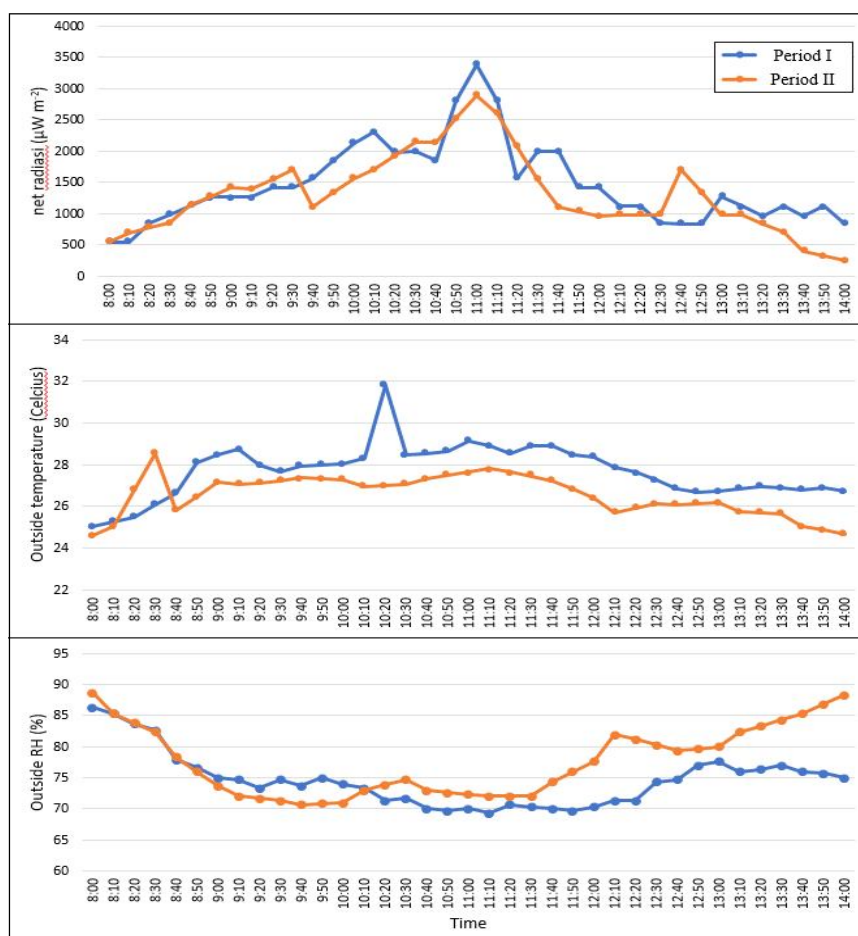 4000
3500
3000
2500
2000
1500
1000
500
0
net radiasi (μW m-2)
Period I
Period II
8:00 8:10 8:20 8:30 8:40 8:50 9:00 9:10 9:20 9:30 9:40 9:50 10:00 10:10 10:20 10:30 10:40 10:50 11:00 11:10 11:20 11:30 11:40 11:50 12:00 12:10 12:20 12:30 12:40 12:50 13:00 13:10 13:20 13:30 13:40 13:50 14:00
34
32
30
28
26
24
22
Outside temperature (Celcius)
8:00 8:10 8:20 8:30 8:40 8:50 9:00 9:10 9:20 9:30 9:40 9:50 10:00 10:10 10:20 10:30 10:40 10:50 11:00 11:10 11:20 11:30 11:40 11:50 12:00 12:10 12:20 12:30 12:40 12:50 13:00 13:10 13:20 13:30 13:40 13:50 14:00
95
90
85
80
75
70
65
60
Outside RH (%)
8:00 8:10 8:20 8:30 8:40 8:50 9:00 9:10 9:20 9:30 9:40 9:50 10:00 10:10 10:20 10:30 10:40 10:50 11:00 11:10 11:20 11:30 11:40 11:50 12:00 12:10 12:20 12:30 12:40 12:50 13:00 13:10 13:20 13:30 13:40 13:50 14:00
Time